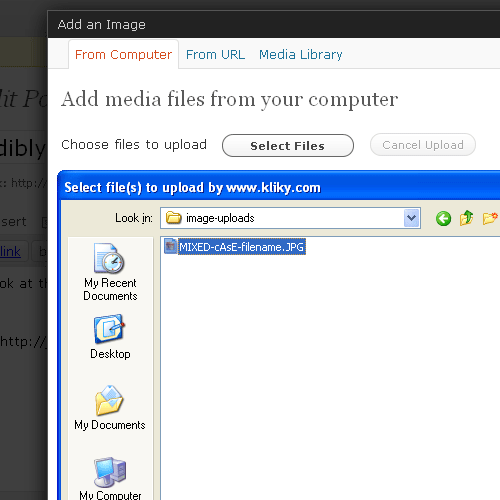 Add an Image
From Computer From URL Media Library
Add media files from your computer
Choose files to upload Select Files Cancel Upload
Select file(s) to upload by www.kliky.com
Look in: image-uploads
MIXED-cAsE-filename.JPG
My Recent
Documents
Desktop
My Documents
My Computer
dit Po
dibly
:: http:/
sert
link b
ok at th
http://j